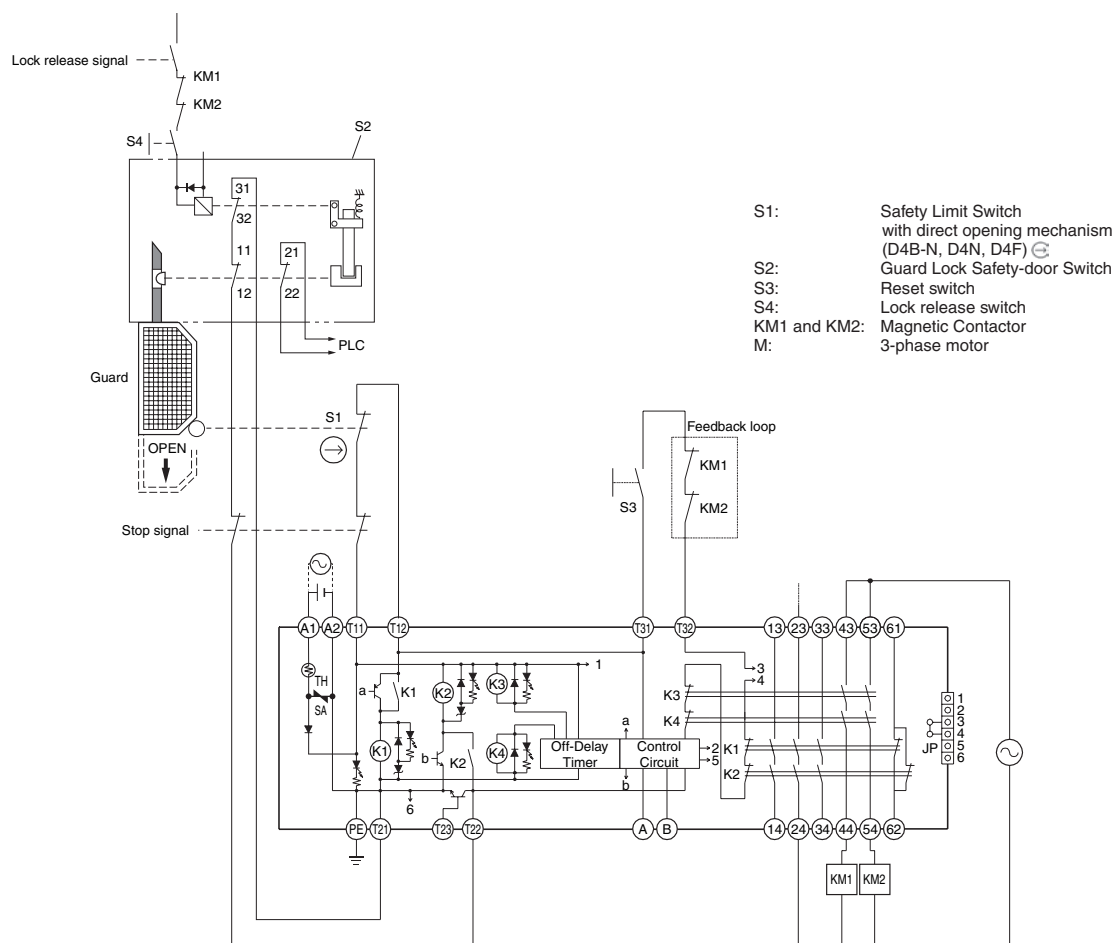 Lock release signal
KM1
KM2
S4
S2
31
32
11
12
21
22
PLC
Guard
OPEN
S1
Stop signal
S1: Safety Limit Switch
with direct opening mechanism
(D4B-N, D4N, D4F)
S2: Guard Lock Safety-door Switch
S3: Reset switch
S4: Lock release switch
KM1 and KM2: Magnetic Contactor
M: 3-phase motor
Feedback loop
KM1
KM2
S3
A1 A2 T11 T12 T31 T32 13 23 33 43 53 61
TH
SA
a
K1
K2
K3
1
3
4
K1
b
K2
K4
a
Off-Delay
Timer
Control
Circuit
b
2
5
6
K3
K4
K1
K2
JP
1
2
3
4
5
6
PE T21 T23 T22 A B 14 24 34 44 54 62
KM1 KM2